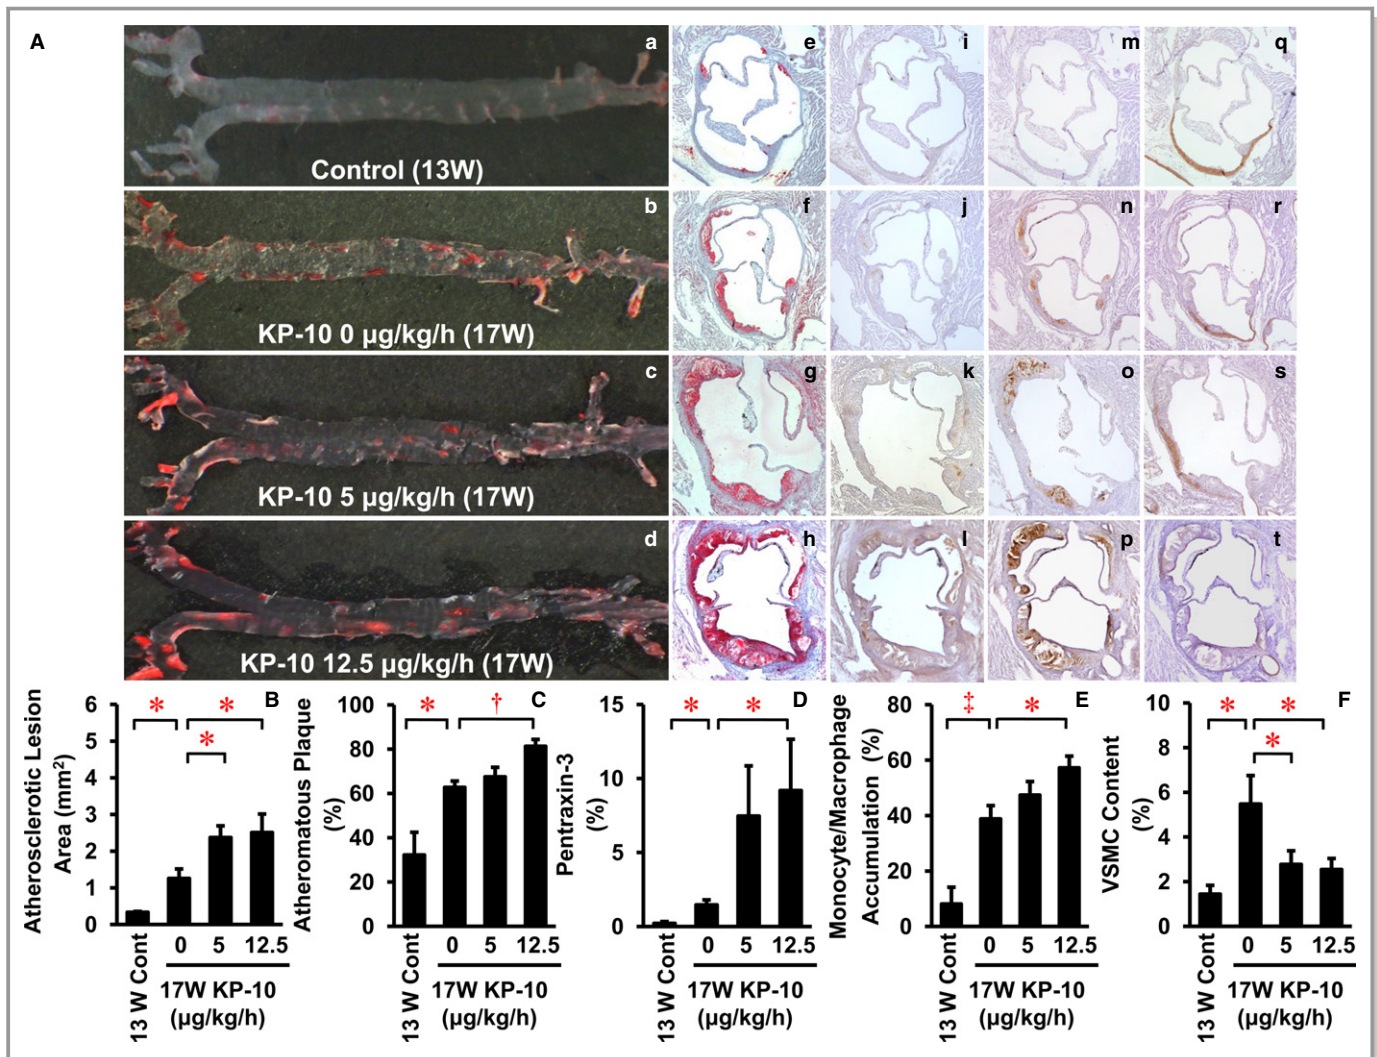 A
a
e
i
m
q
Control (13W)
b
f
j
n
r
KP-10 0 µg/kg/h (17W)
c
g
k
o
s
KP-10 5 µg/kg/h (17W)
d
h
l
p
t
KP-10 12.5 µg/kg/h (17W)
B
Atherosclerotic Lesion
Area (mm²)
6
5
4
3
2
1
0
* * *
13 W Cont
0 5 12.5
17W KP-10
(µg/kg/h)
C
Atheromatous Plaque
(%)
100
80
60
40
20
0
* †
13 W Cont
0 5 12.5
17W KP-10
(µg/kg/h)
D
Pentraxin-3
(%)
15
10
5
0
* *
13 W Cont
0 5 12.5
17W KP-10
(µg/kg/h)
E
Monocyte/Macrophage
Accumulation (%)
80
60
40
20
0
‡ *
13 W Cont
0 5 12.5
17W KP-10
(µg/kg/h)
F
VSMC Content
(%)
10
8
6
4
2
0
* * *
13 W Cont
0 5 12.5
17W KP-10
(µg/kg/h)